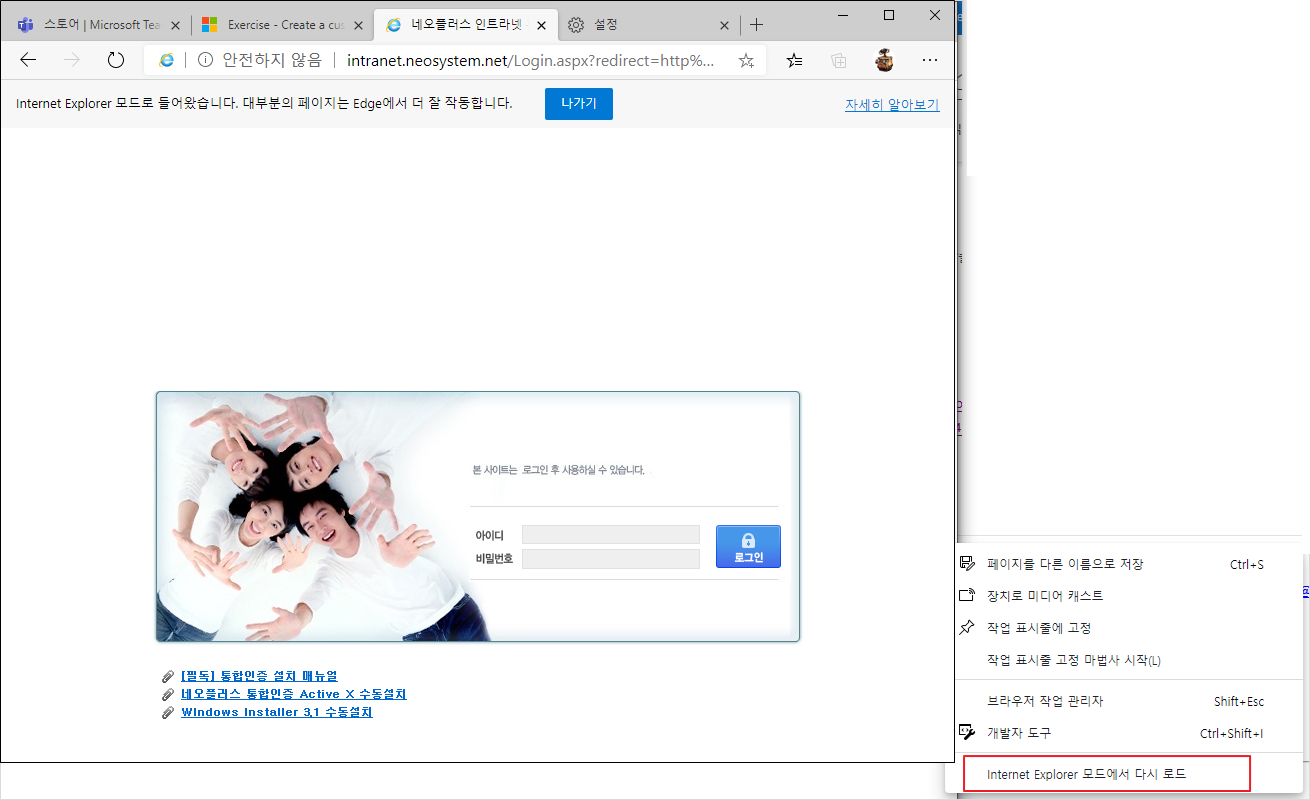 스토어 | Microsoft Tea
Exercise - Create a cus
네오플러스 인트라넷
설정
안전하지 않음
intranet.neosystem.net/Login.aspx?redirect=http%...
Internet Explorer 모드로 들어왔습니다. 대부분의 페이지는 Edge에서 더 잘 작동합니다.
나가기
자세히 알아보기
본 사이트는 로그인 후 사용하실 수 있습니다.
아이디
비밀번호
로그인
[필독] 통합인증 설치 매뉴얼
네오플러스 통합인증 Active X 수동설치
Windows Installer 3.1 수동설치
페이지를 다른 이름으로 저장 Ctrl+S
장치로 미디어 캐스트
작업 표시줄에 고정
작업 표시줄 고정 마법사 시작(L)
브라우저 작업 관리자 Shift+Esc
개발자 도구 Ctrl+Shift+I
Internet Explorer 모드에서 다시 로드